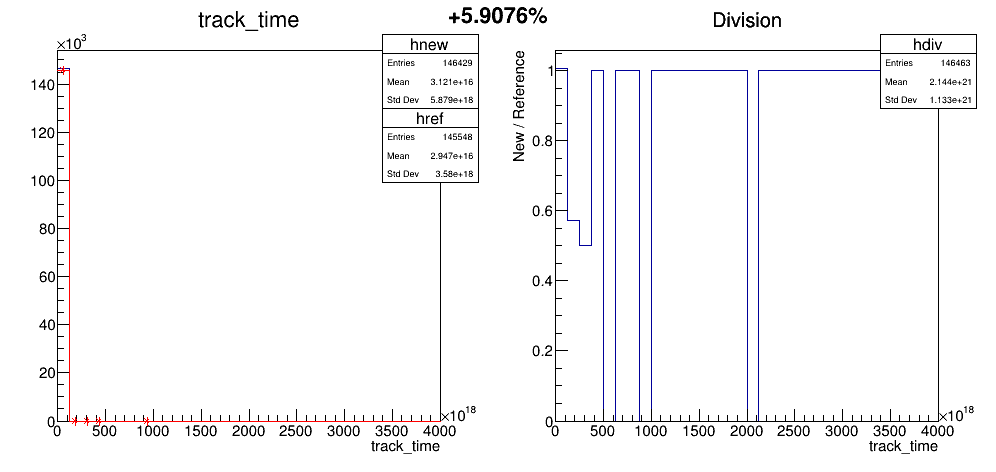 +5.9076%
track_time
×10³
hnew
Entries 146429
Mean 3.121e+16
Std Dev 5.879e+18
href
Entries 145548
Mean 2.947e+16
Std Dev 3.58e+18
140
120
100
80
60
40
20
0
0 500 1000 1500 2000 2500 3000 3500 4000
×10¹⁸
track_time
Division
hdiv
Entries 146463
Mean 2.144e+21
Std Dev 1.133e+21
New / Reference
1
0.8
0.6
0.4
0.2
0
0 500 1000 1500 2000 2500 3000 3500 4000
×10¹⁸
track_time